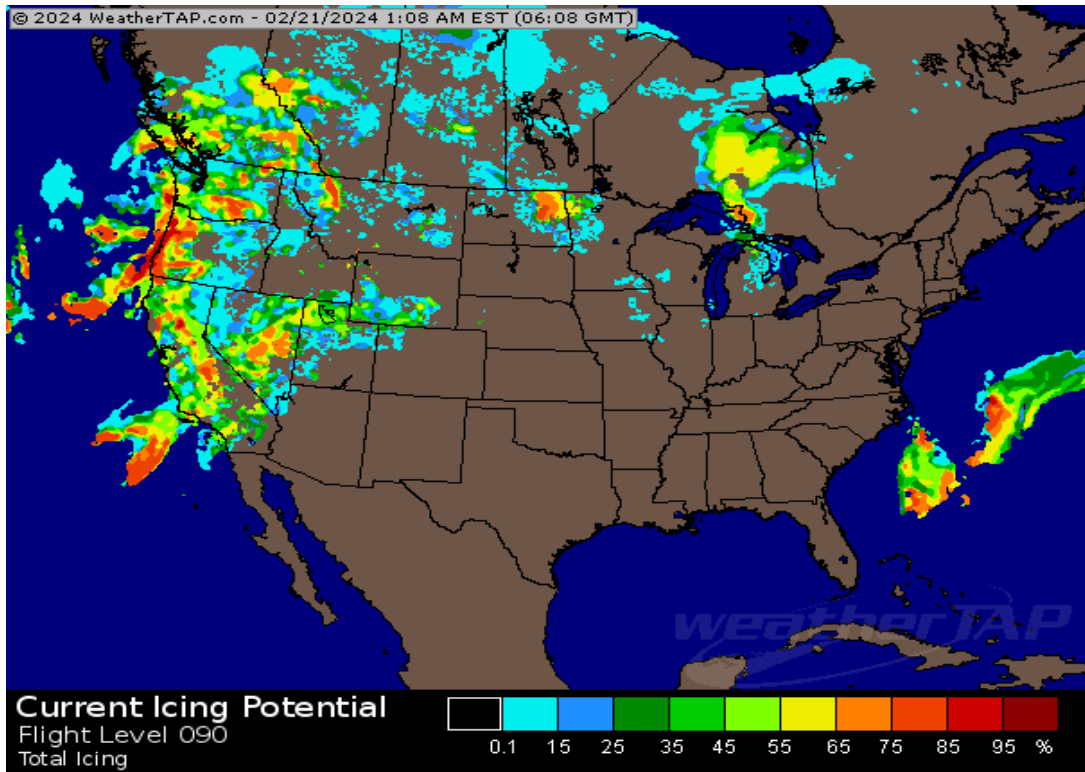 © 2024 WeatherTAP.com - 02/21/2024 1:08 AM EST (06:08 GMT)
weatherTAP
Current Icing Potential
Flight Level 090
Total Icing
0.1 15 25 35 45 55 65 75 85 95 %